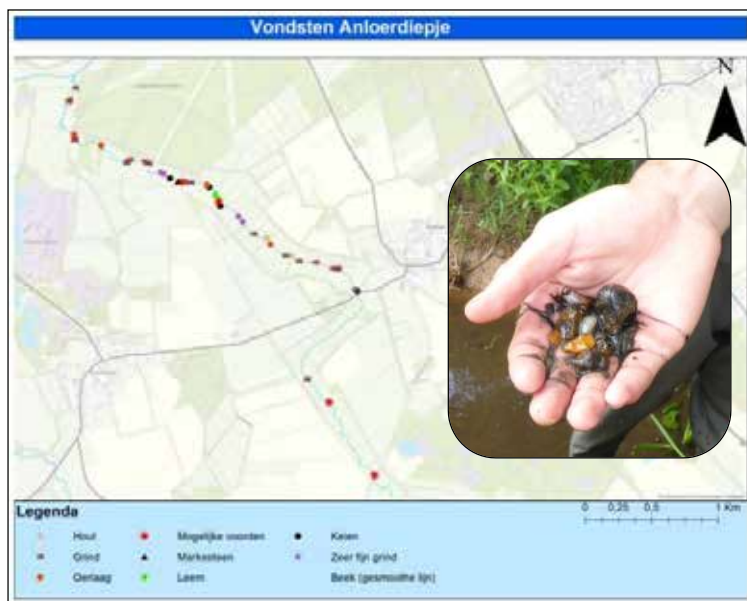 Vondsten Anloerdiepje
N
Legenda
0 0,25 0,5 1 Km
Hout Mogelijke voorden Keien
Grind Markesteen Zeer fijn grind
Oerlaag Leem Beek (gesmoothe lijn)